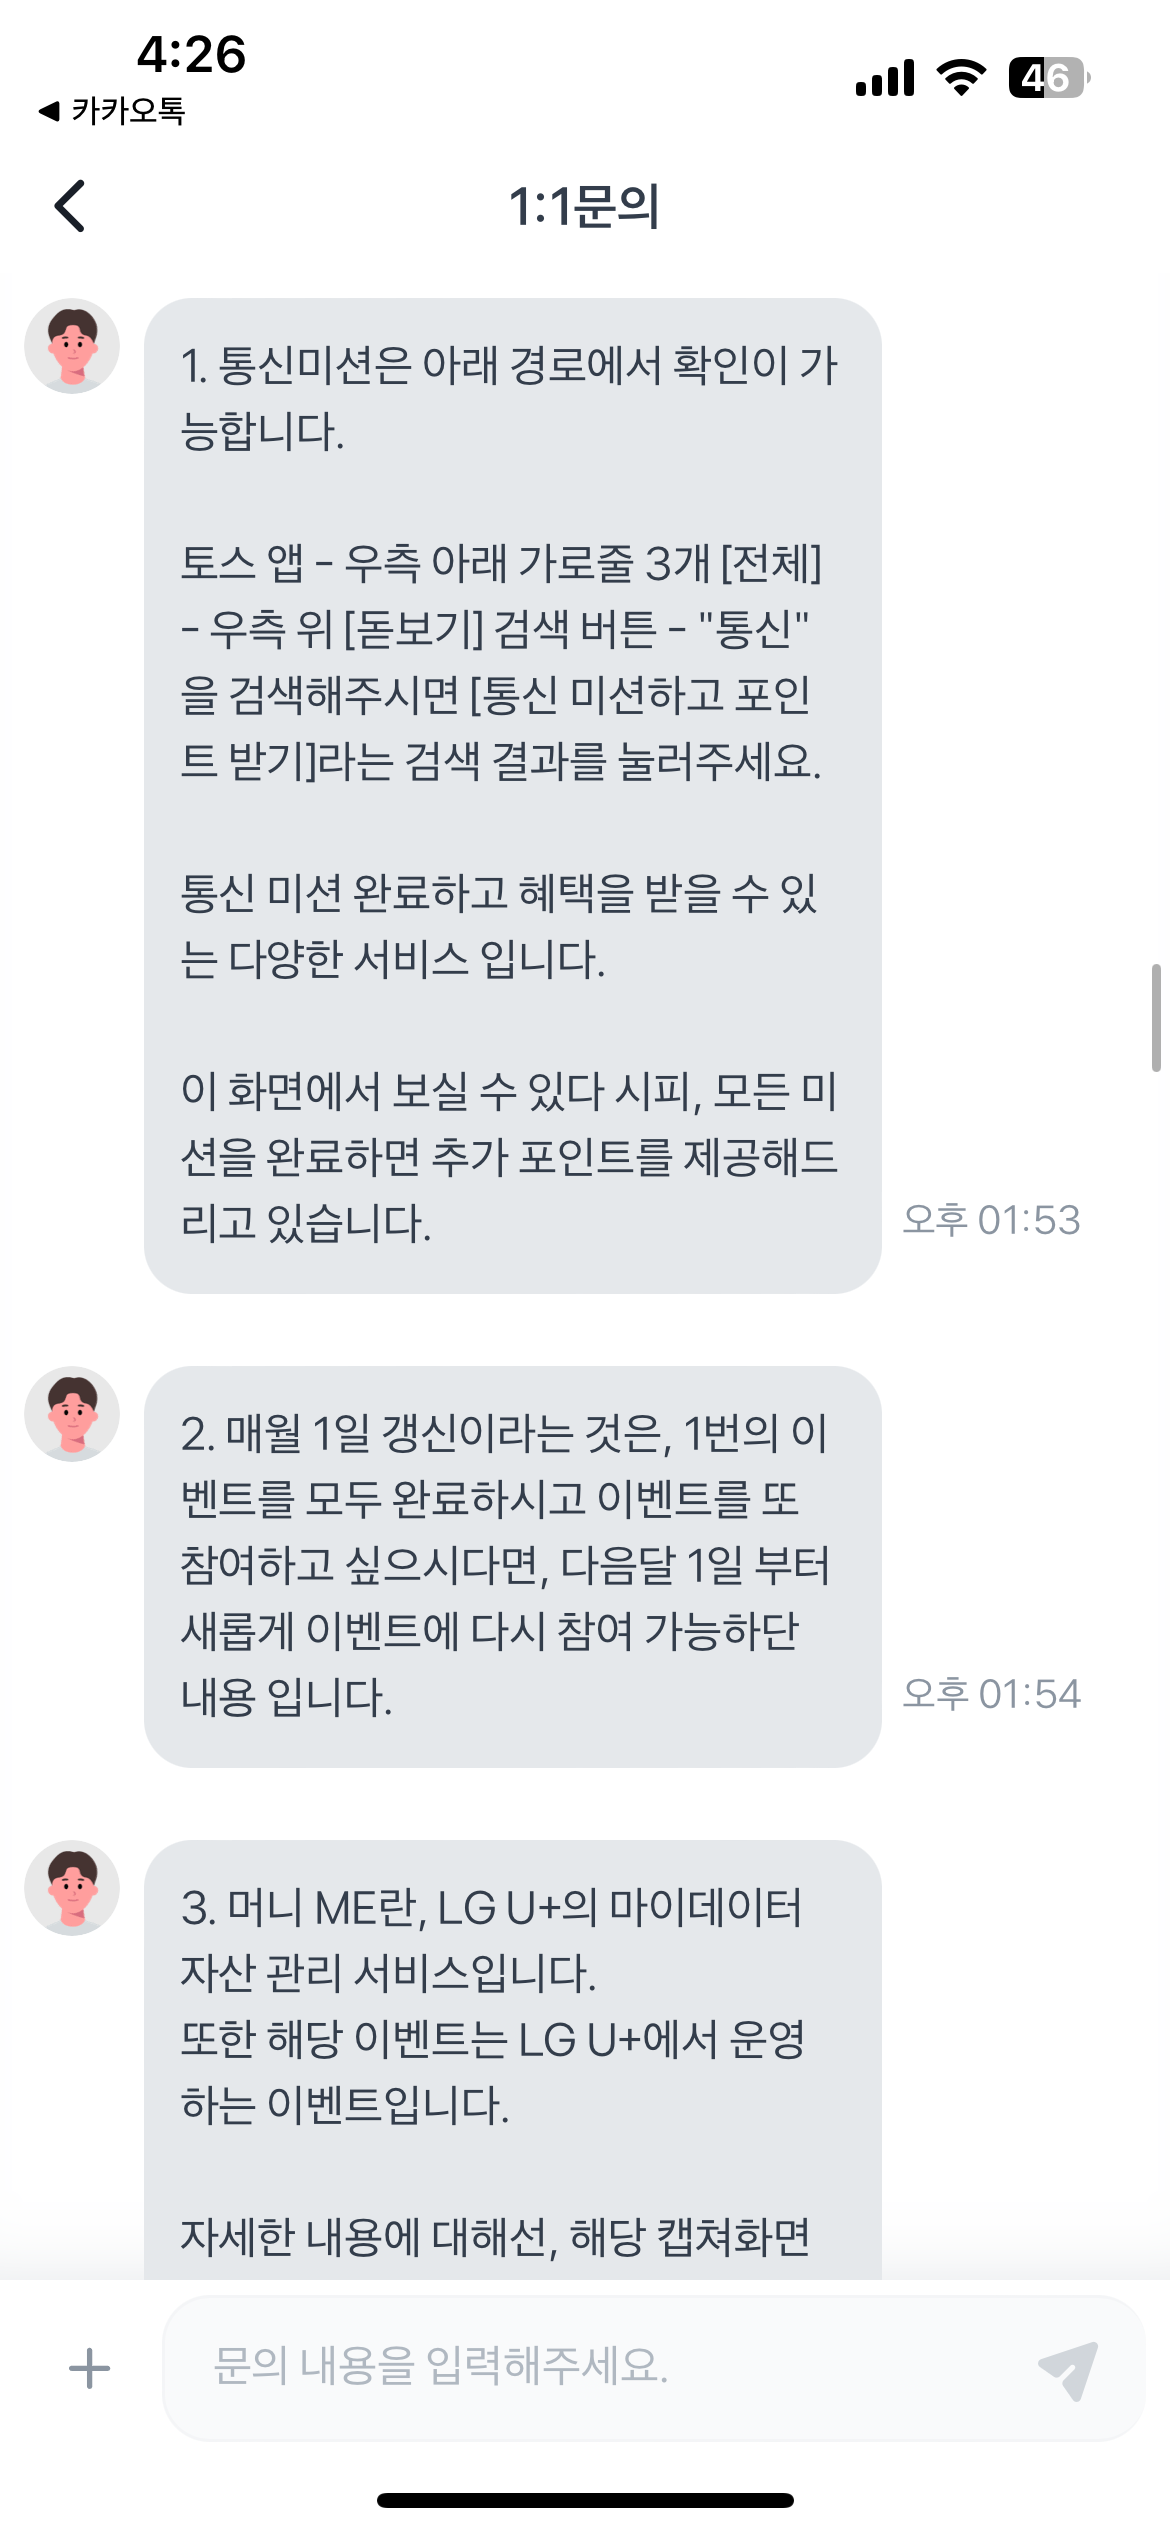 4:26
46
◀ 카카오톡
1:1문의
1. 통신미션은 아래 경로에서 확인이 가
능합니다.
토스 앱 - 우측 아래 가로줄 3개 [전체]
- 우측 위 [돋보기] 검색 버튼 - "통신"
을 검색해주시면 [통신 미션하고 포인
트 받기]라는 검색 결과를 눌러주세요.
통신 미션 완료하고 혜택을 받을 수 있
는 다양한 서비스 입니다.
이 화면에서 보실 수 있다 시피, 모든 미
션을 완료하면 추가 포인트를 제공해드
리고 있습니다.
오후 01:53
2. 매월 1일 갱신이라는 것은, 1번의 이
벤트를 모두 완료하시고 이벤트를 또
참여하고 싶으시다면, 다음달 1일 부터
새롭게 이벤트에 다시 참여 가능하단
내용 입니다.
오후 01:54
3. 머니 ME란, LG U+의 마이데이터
자산 관리 서비스입니다.
또한 해당 이벤트는 LG U+에서 운영
하는 이벤트입니다.
자세한 내용에 대해선, 해당 캡쳐화면
문의 내용을 입력해주세요.